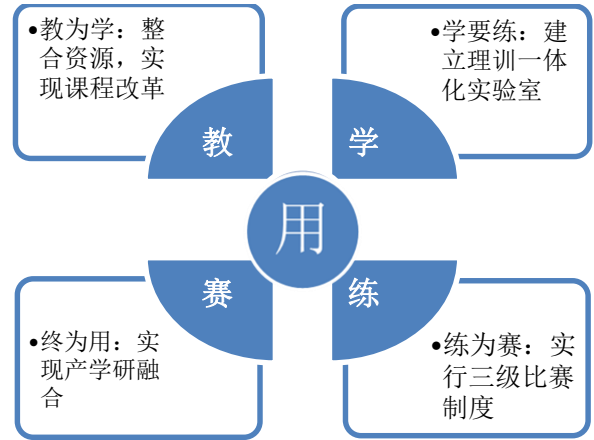 •教为学：整
合资源，实
现课程改革
•学要练：建
立理训一体
化实验室
教
学
用
赛
练
•终为用：实
现产学研融
合
•练为赛：实
行三级比赛
制度